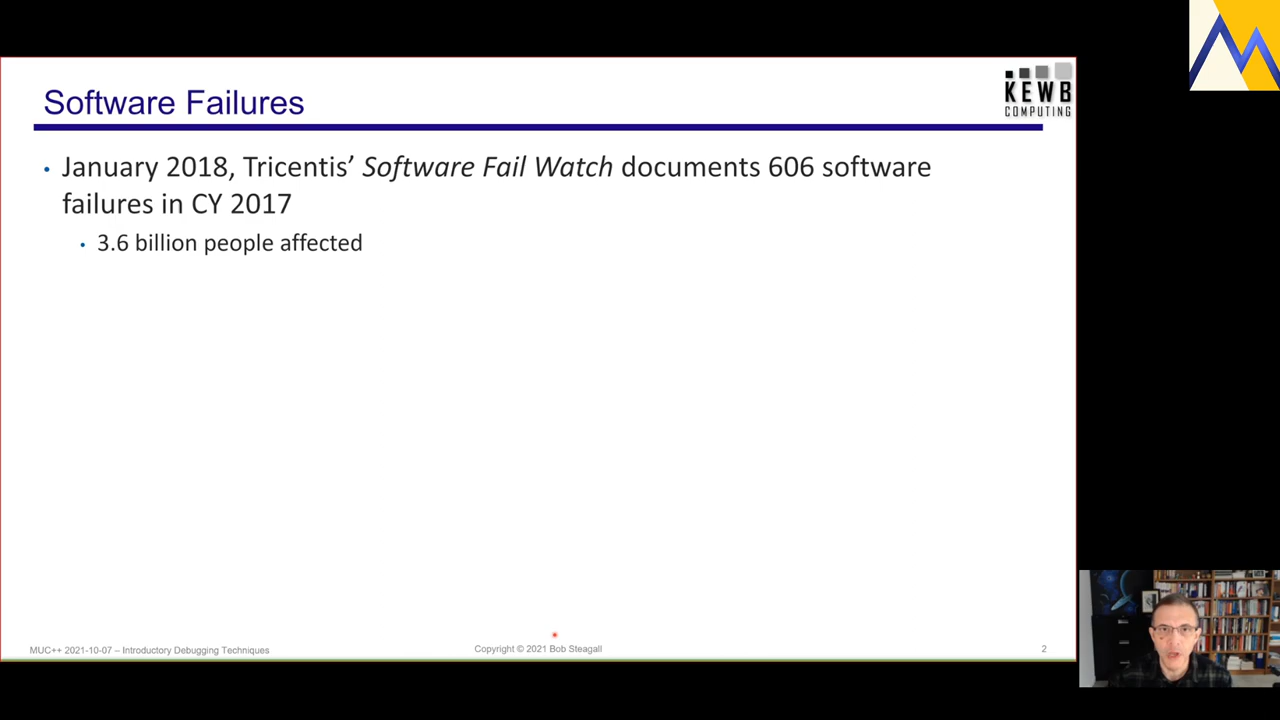 Software Failures
KEWB
COMPUTING
• January 2018, Tricentis’ Software Fail Watch documents 606 software
failures in CY 2017
• 3.6 billion people affected
MUC++ 2021-10-07 – Introductory Debugging Techniques
Copyright © 2021 Bob Steagall
2